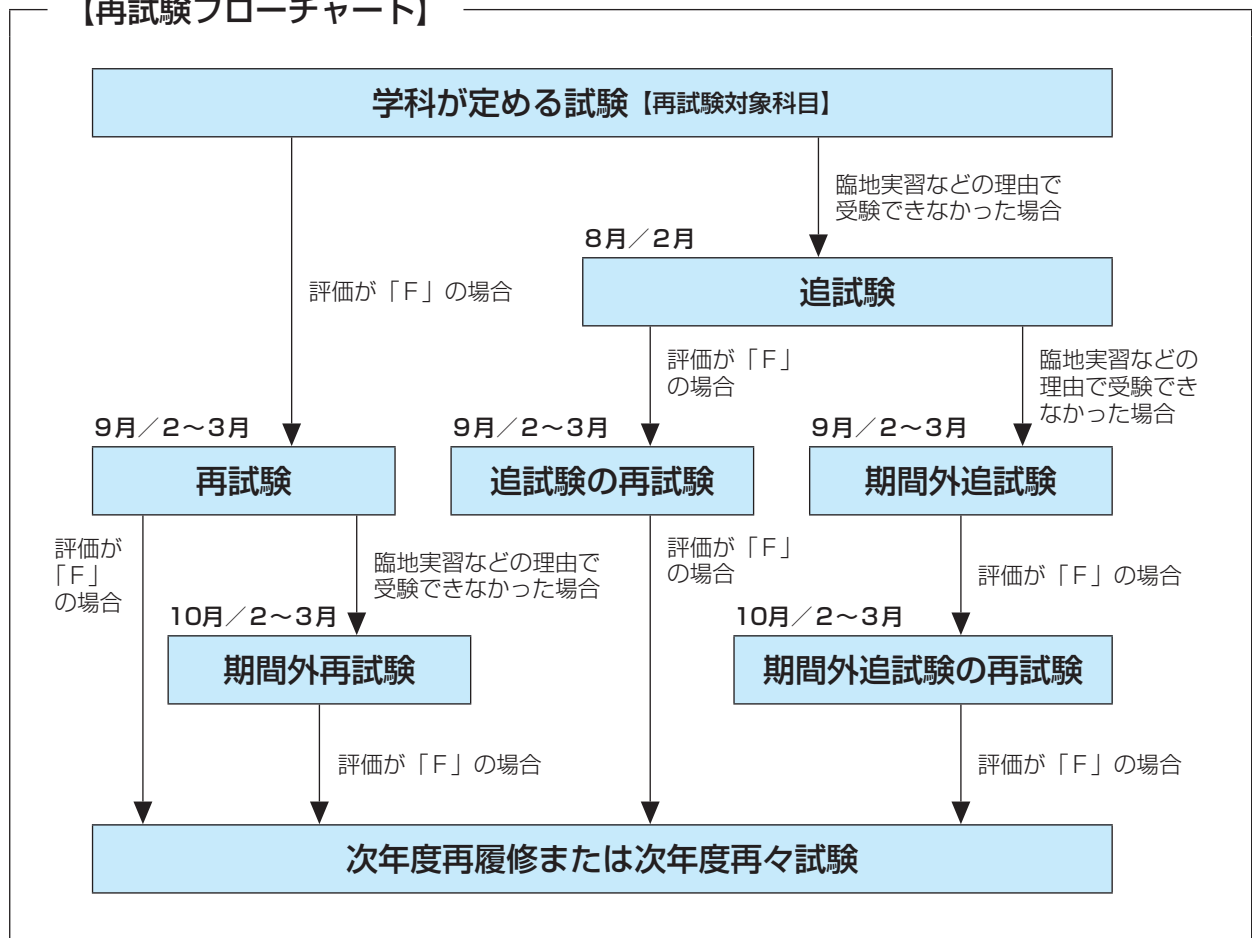 【再試験フローチャート】
学科が定める試験【再試験対象科目】
臨地実習などの理由で
受験できなかった場合
評価が「F」の場合
8月/2月
追試験
評価が「F」
の場合
臨地実習などの
理由で受験でき
なかった場合
9月/2~3月
再試験
9月/2~3月
追試験の再試験
9月/2~3月
期間外追試験
評価が
「F」
の場合
臨地実習などの理由で
受験できなかった場合
評価が「F」
の場合
評価が「F」の場合
10月/2~3月
期間外再試験
10月/2~3月
期間外追試験の再試験
評価が「F」の場合
評価が「F」の場合
次年度再履修または次年度再々試験